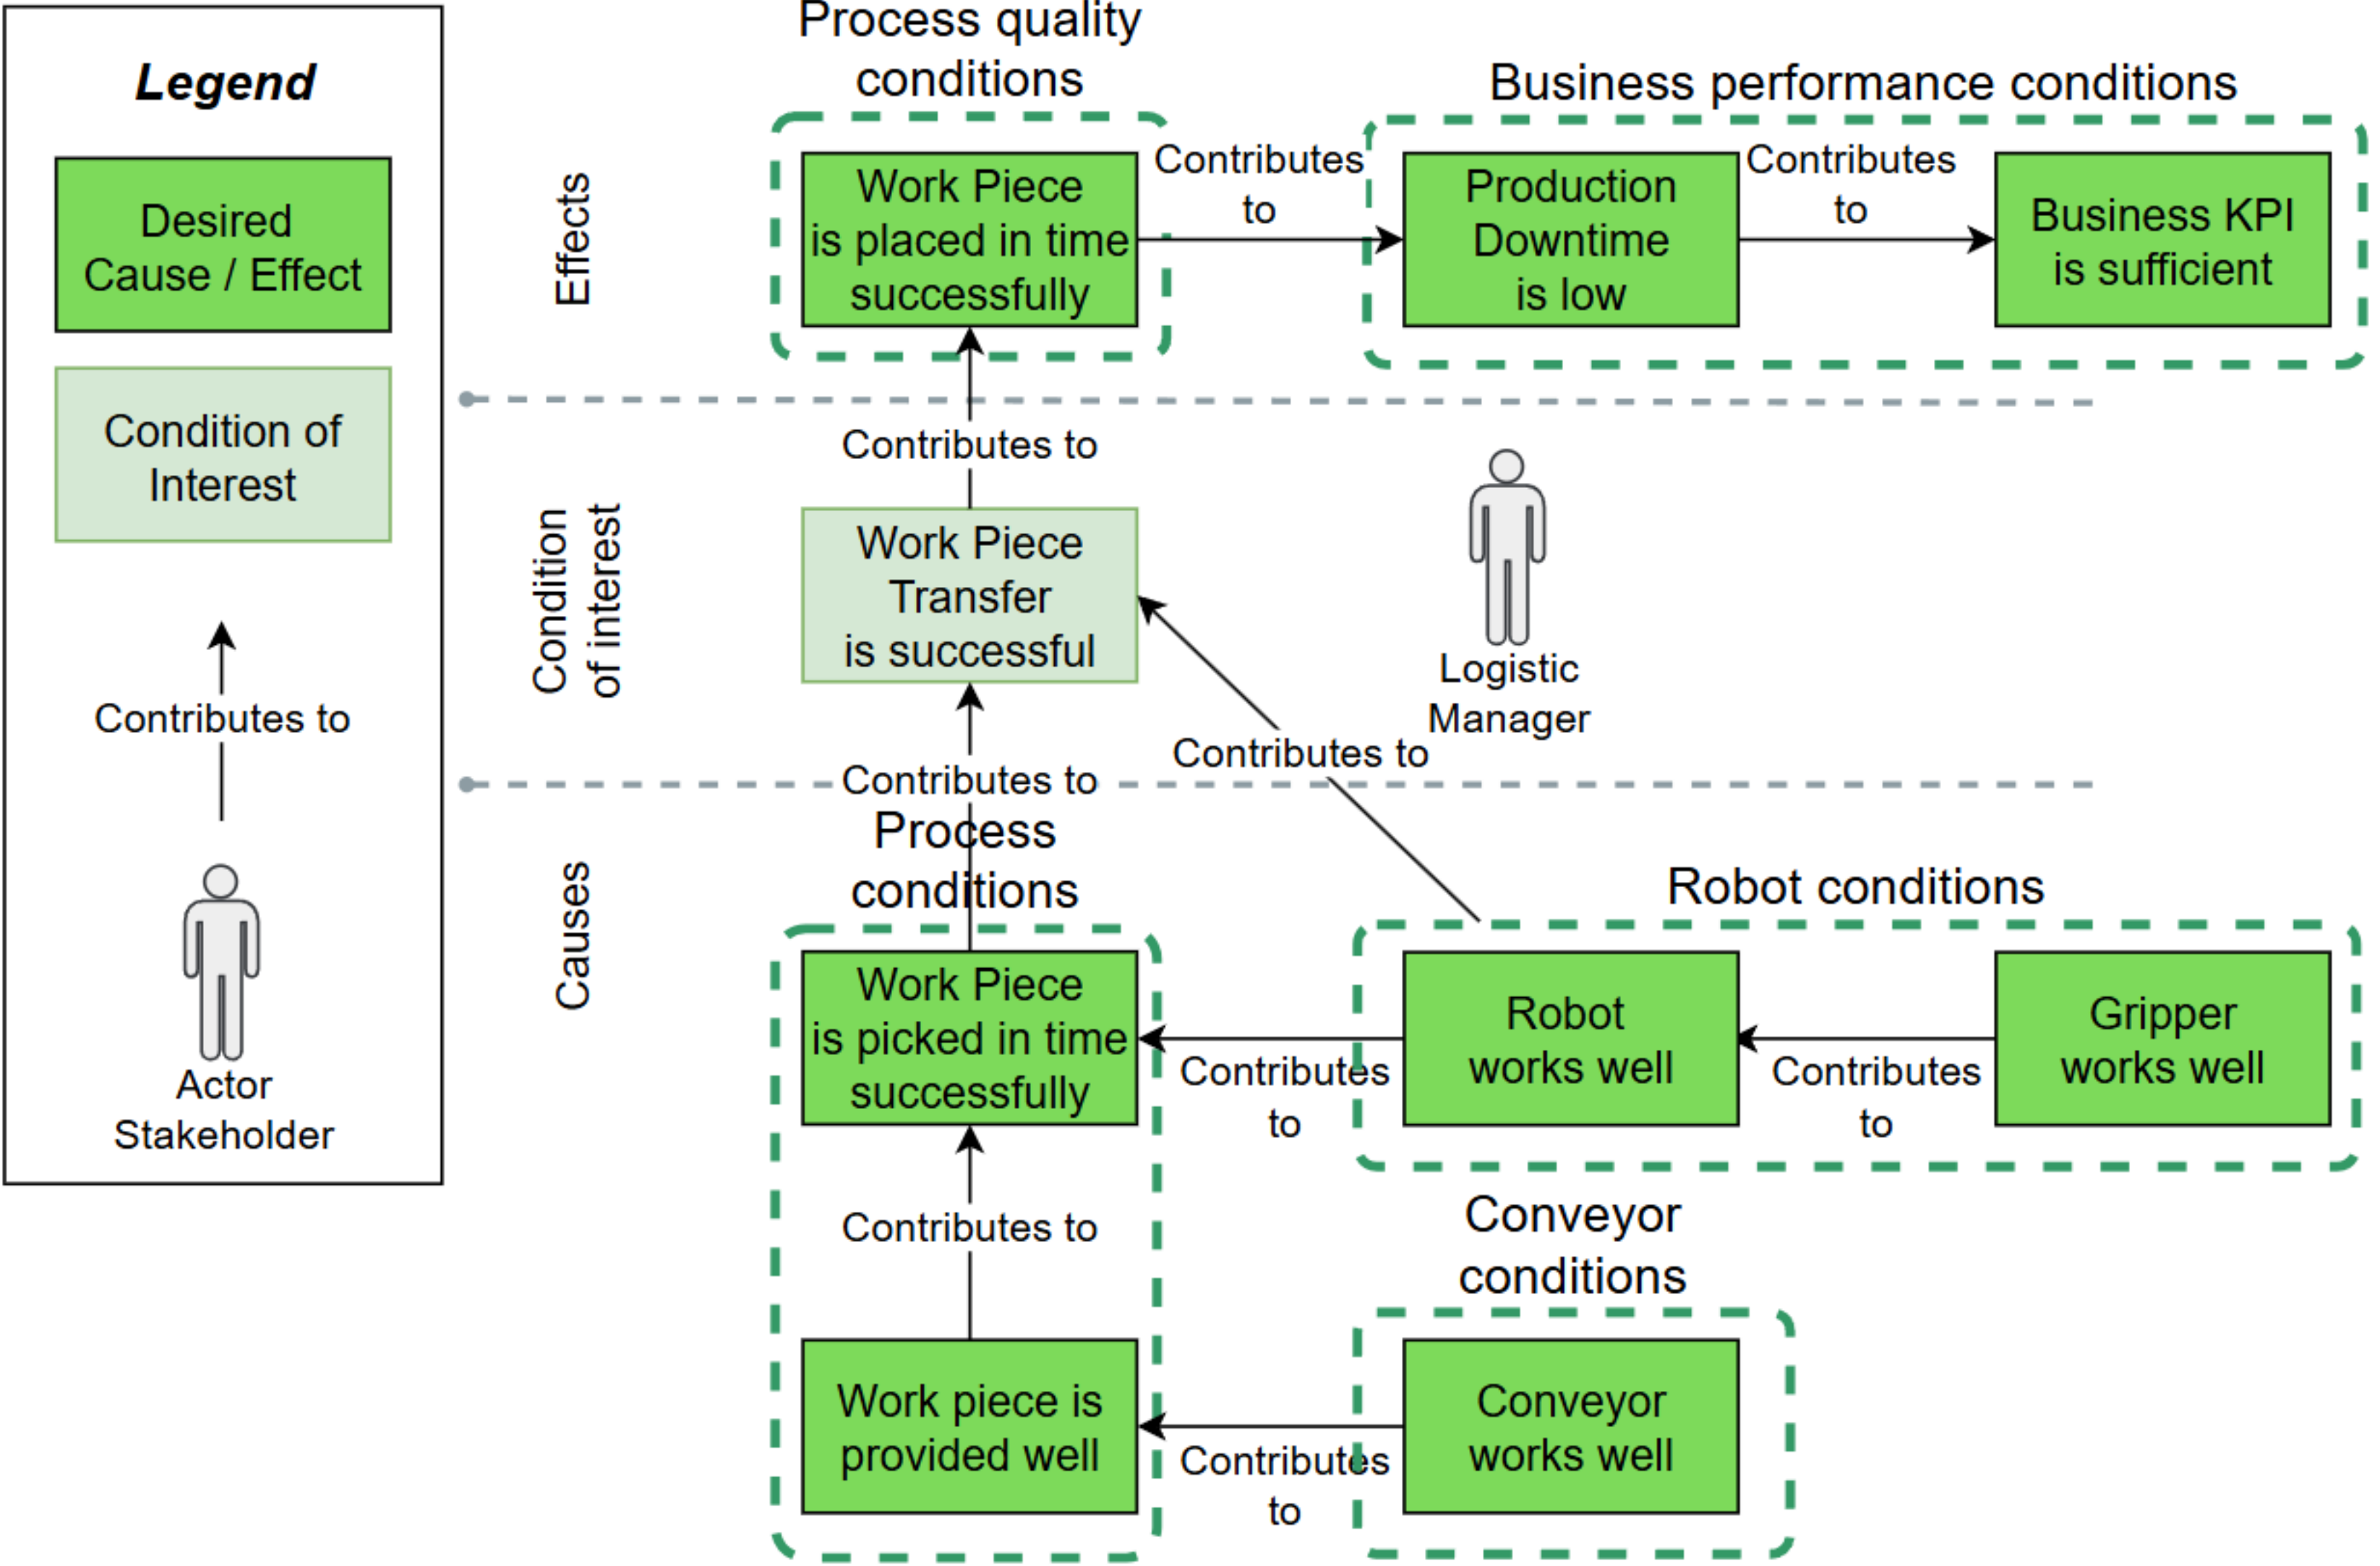 Legend
Desired
Cause / Effect
Condition of
Interest
Contributes to
Actor
Stakeholder
Effects
Condition
of interest
Causes
Process quality
conditions
Work Piece
is placed in time
successfully
Contributes
to
Business performance conditions
Production
Downtime
is low
Contributes
to
Business KPI
is sufficient
Contributes to
Work Piece
Transfer
is successful
Logistic
Manager
Contributes to
Contributes to
Process
conditions
Work Piece
is picked in time
successfully
Contributes
to
Robot conditions
Robot
works well
Contributes
to
Gripper
works well
Contributes to
Work piece is
provided well
Contributes
to
Conveyor
conditions
Conveyor
works well